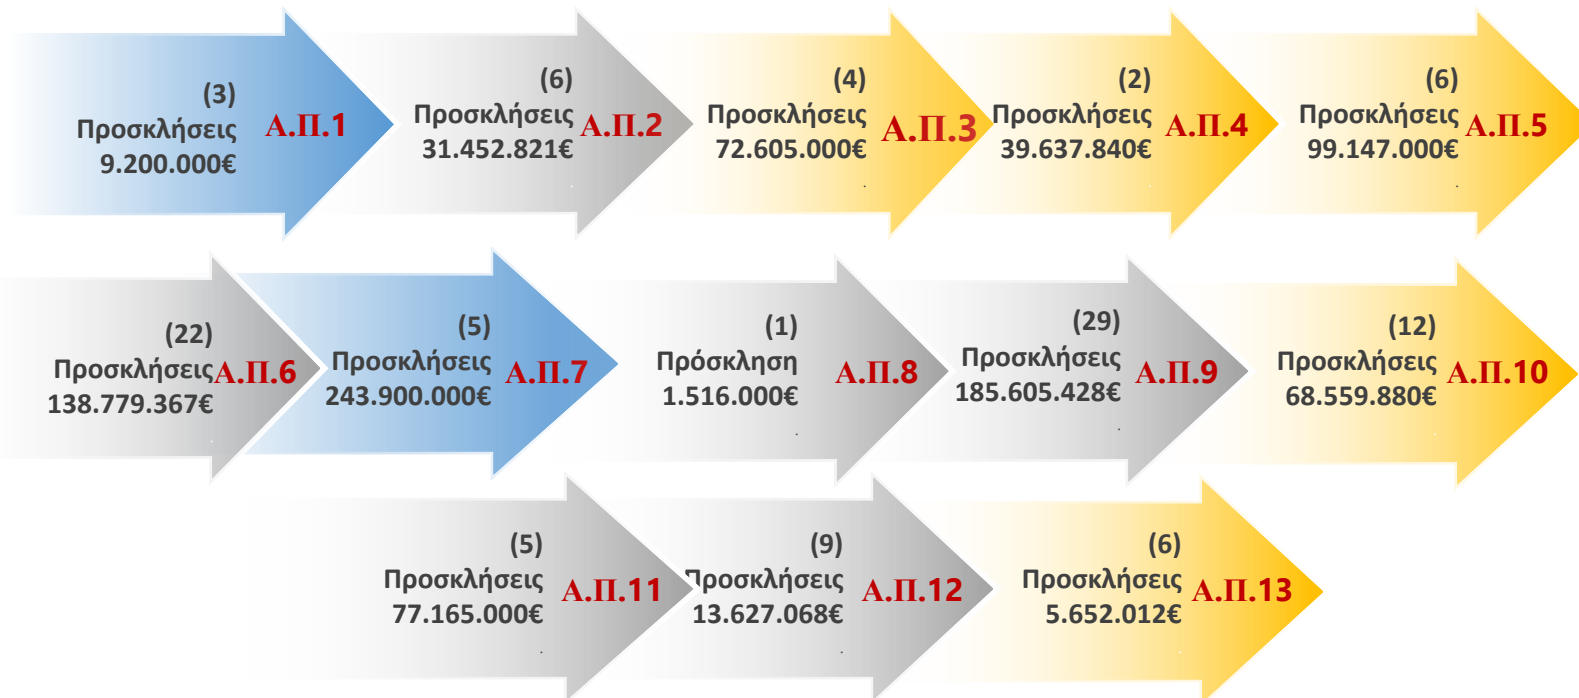 (3)
Προσκλήσεις
9.200.000€
Α.Π.1
(6)
Προσκλήσεις
31.452.821€
Α.Π.2
(4)
Προσκλήσεις
72.605.000€
Α.Π.3
(2)
Προσκλήσεις
39.637.840€
Α.Π.4
(6)
Προσκλήσεις
99.147.000€
Α.Π.5
(22)
Προσκλήσεις
138.779.367€
Α.Π.6
(5)
Προσκλήσεις
243.900.000€
Α.Π.7
(1)
Πρόσκληση
1.516.000€
Α.Π.8
(29)
Προσκλήσεις
185.605.428€
Α.Π.9
(12)
Προσκλήσεις
68.559.880€
Α.Π.10
(5)
Προσκλήσεις
77.165.000€
Α.Π.11
(9)
Προσκλήσεις
13.627.068€
Α.Π.12
(6)
Προσκλήσεις
5.652.012€
Α.Π.13